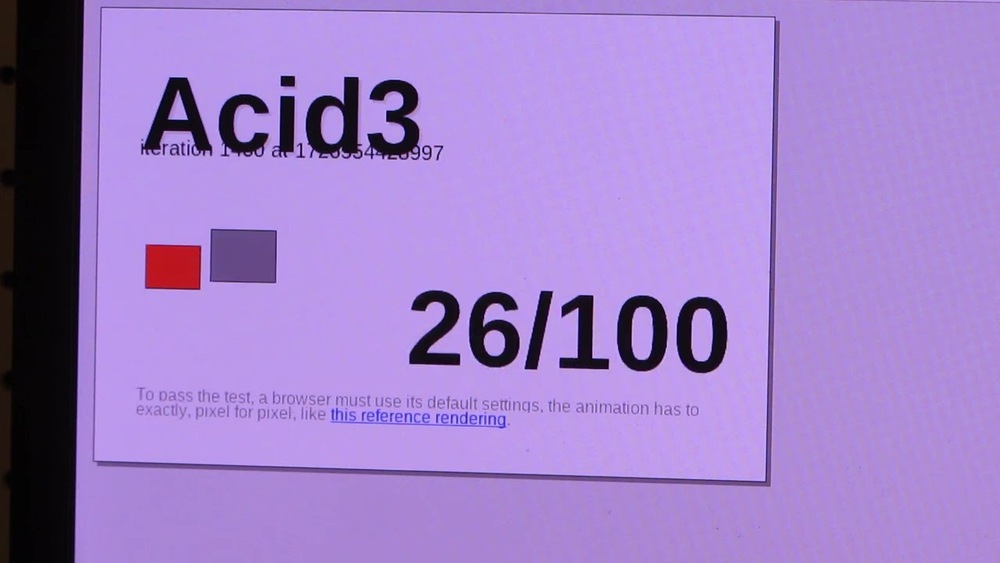 Acid3
iteration at
26/100
To pass the test, a browser must use its default settings, the animation has to
exactly, pixel for pixel, like this reference rendering.